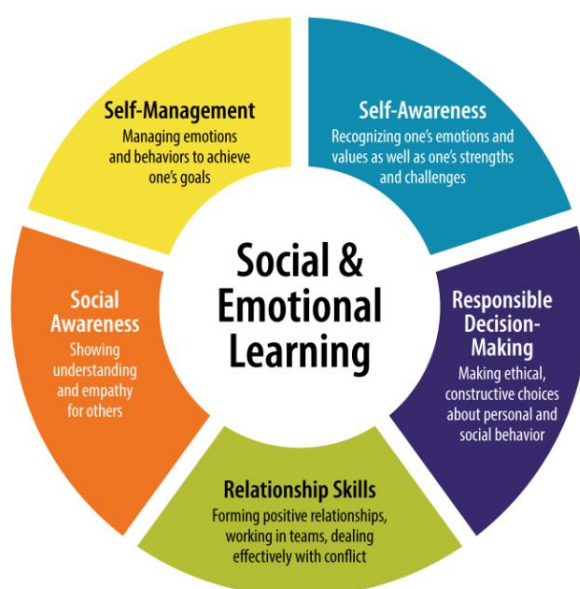 Self-Management
Managing emotions
and behaviors to achieve
one's goals
Self-Awareness
Recognizing one's emotions and
values as well as one's strengths
and challenges
Social &
Emotional
Learning
Social
Awareness
Showing
understanding
and empathy
for others
Responsible
Decision-
Making
Making ethical,
constructive choices
about personal and
social behavior
Relationship Skills
Forming positive relationships,
working in teams, dealing
effectively with conflict